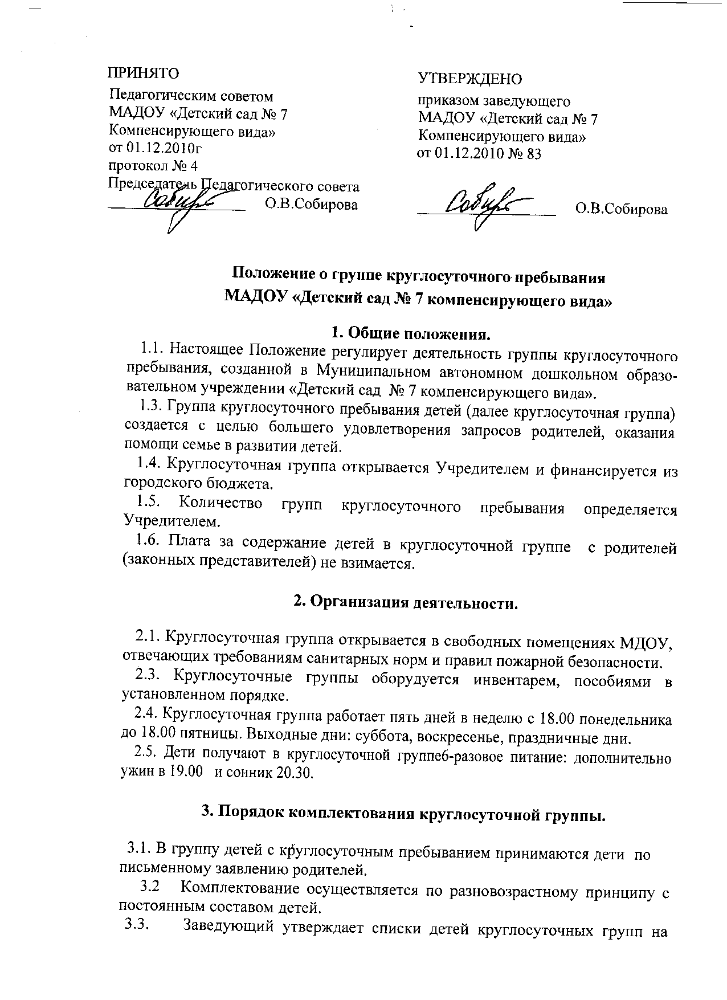 ПРИНЯТО
Педагогическим советом
МАДОУ «Детский сад № 7
Компенсирующего вида»
от 01.12.2010г
протокол № 4
Председатель Педагогического совета
О.В.Собирова
УТВЕРЖДЕНО
приказом заведующего
МАДОУ «Детский сад № 7
Компенсирующего вида»
от 01.12.2010 № 83
О.В.Собирова
Положение о группе круглосуточного пребывания
МАДОУ «Детский сад № 7 компенсирующего вида»
1. Общие положения.
1.1. Настоящее Положение регулирует деятельность группы круглосуточного
пребывания, созданной в Муниципальном автономном дошкольном образо-
вательном учреждении «Детский сад № 7 компенсирующего вида».
1.3. Группа круглосуточного пребывания детей (далее круглосуточная группа)
создается с целью большего удовлетворения запросов родителей, оказания
помощи семье в развитии детей.
1.4. Круглосуточная группа открывается Учредителем и финансируется из
городского бюджета.
1.5. Количество групп круглосуточного пребывания определяется
Учредителем.
1.6. Плата за содержание детей в круглосуточной группе с родителей
(законных представителей) не взимается.
2. Организация деятельности.
2.1. Круглосуточная группа открывается в свободных помещениях МДОУ,
отвечающих требованиям санитарных норм и правил пожарной безопасности.
2.3. Круглосуточные группы оборудуется инвентарем, пособиями в
установленном порядке.
2.4. Круглосуточная группа работает пять дней в неделю с 18.00 понедельника
до 18.00 пятницы. Выходные дни: суббота, воскресенье, праздничные дни.
2.5. Дети получают в круглосуточной группе6-разовое питание: дополнительно
ужин в 19.00 и сонник 20.30.
3. Порядок комплектования круглосуточной группы.
3.1. В группу детей с круглосуточным пребыванием принимаются дети по
письменному заявлению родителей.
3.2 Комплектование осуществляется по разновозрастному принципу с
постоянным составом детей.
3.3. Заведующий утверждает списки детей круглосуточных групп на